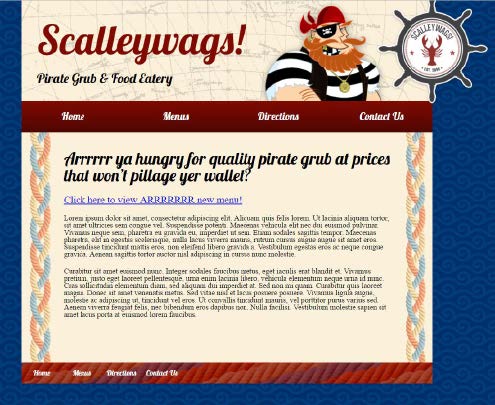 Scalleywags!
SCALLEYWAGS!
EST.
Pirate Grub & Food Eatery
Home Menus Directions Contact Us
Arrrrrr ya hungry for quality pirate grub at prices
that won't pillage yer wallet?
Click here to view ARRRRRRR new menu!
Lorem ipsum dolor sit amet, consectetur adipiscing elit. Aliquam quis felis lorem. Ut lacinia aliquam tortor,
sit amet ultricies sem congue vel. Suspendisse potenti. Maecenas vehicula elit nec dui euismod pulvinar.
Vivamus neque sem, pharetra eu gravida eu, imperdiet ut sem. Etiam sodales sagittis tempor. Maecenas
pharetra, elit in egestas scelerisque, nulla lacus viverra mauris, rutrum cursus augue augue sit amet eros.
Suspendisse tincidunt mattis eros, non eleifend libero gravida a. Vestibulum egestas eros ac neque congue
gravida. Aenean sagittis tortor auctor nisl adipiscing in cursus nunc molestie.
Curabitur sit amet euismod nunc. Integer sodales faucibus metus, eget iaculis erat blandit et. Vivamus
pretium, justo eget laoreet pellentesque, urna enim lacinia libero, vehicula elementum neque urna id nunc.
Cras sollicitudin elementum diam, sed aliquam dui imperdiet at. Sed non mi quam. Curabitur quis laoreet
magna. Donec sit amet venenatis metus. Sed vitae nisl et lacus posuere posuere. Vivamus ligula augue,
molestie ac adipiscing ut, tincidunt vel eros. Ut convallis tincidunt mauris, vel porttitor purus varius sed.
Aenean viverra feugiat felis, nec bibendum eros dapibus nor. Nulla facilisi. Vestibulum molestie sapien sit
amet lacus porta at euismod lorem faucibus.
Home Menus Directions Contact Us